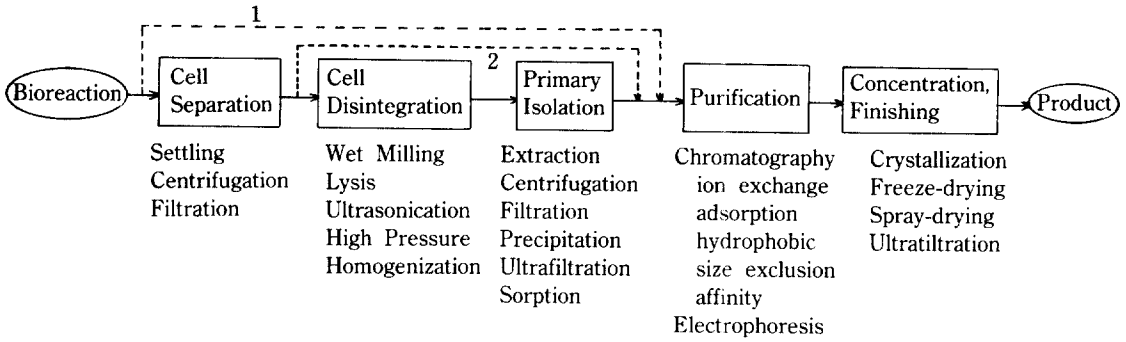 1
2
Bioreaction
Cell
Separation
Cell
Disintegration
Primary
Isolation
Purification
Concentration,
Finishing
Product
Settling
Centrifugation
Filtration
Wet Milling
Lysis
Ultrasonication
High Pressure
Homogenization
Extraction
Centrifugation
Filtration
Precipitation
Ultrafiltration
Sorption
Chromatography
ion exchange
adsorption
hydrophobic
size exclusion
affinity
Electrophoresis
Crystallization
Freeze-drying
Spray-drying
Ultratiltration